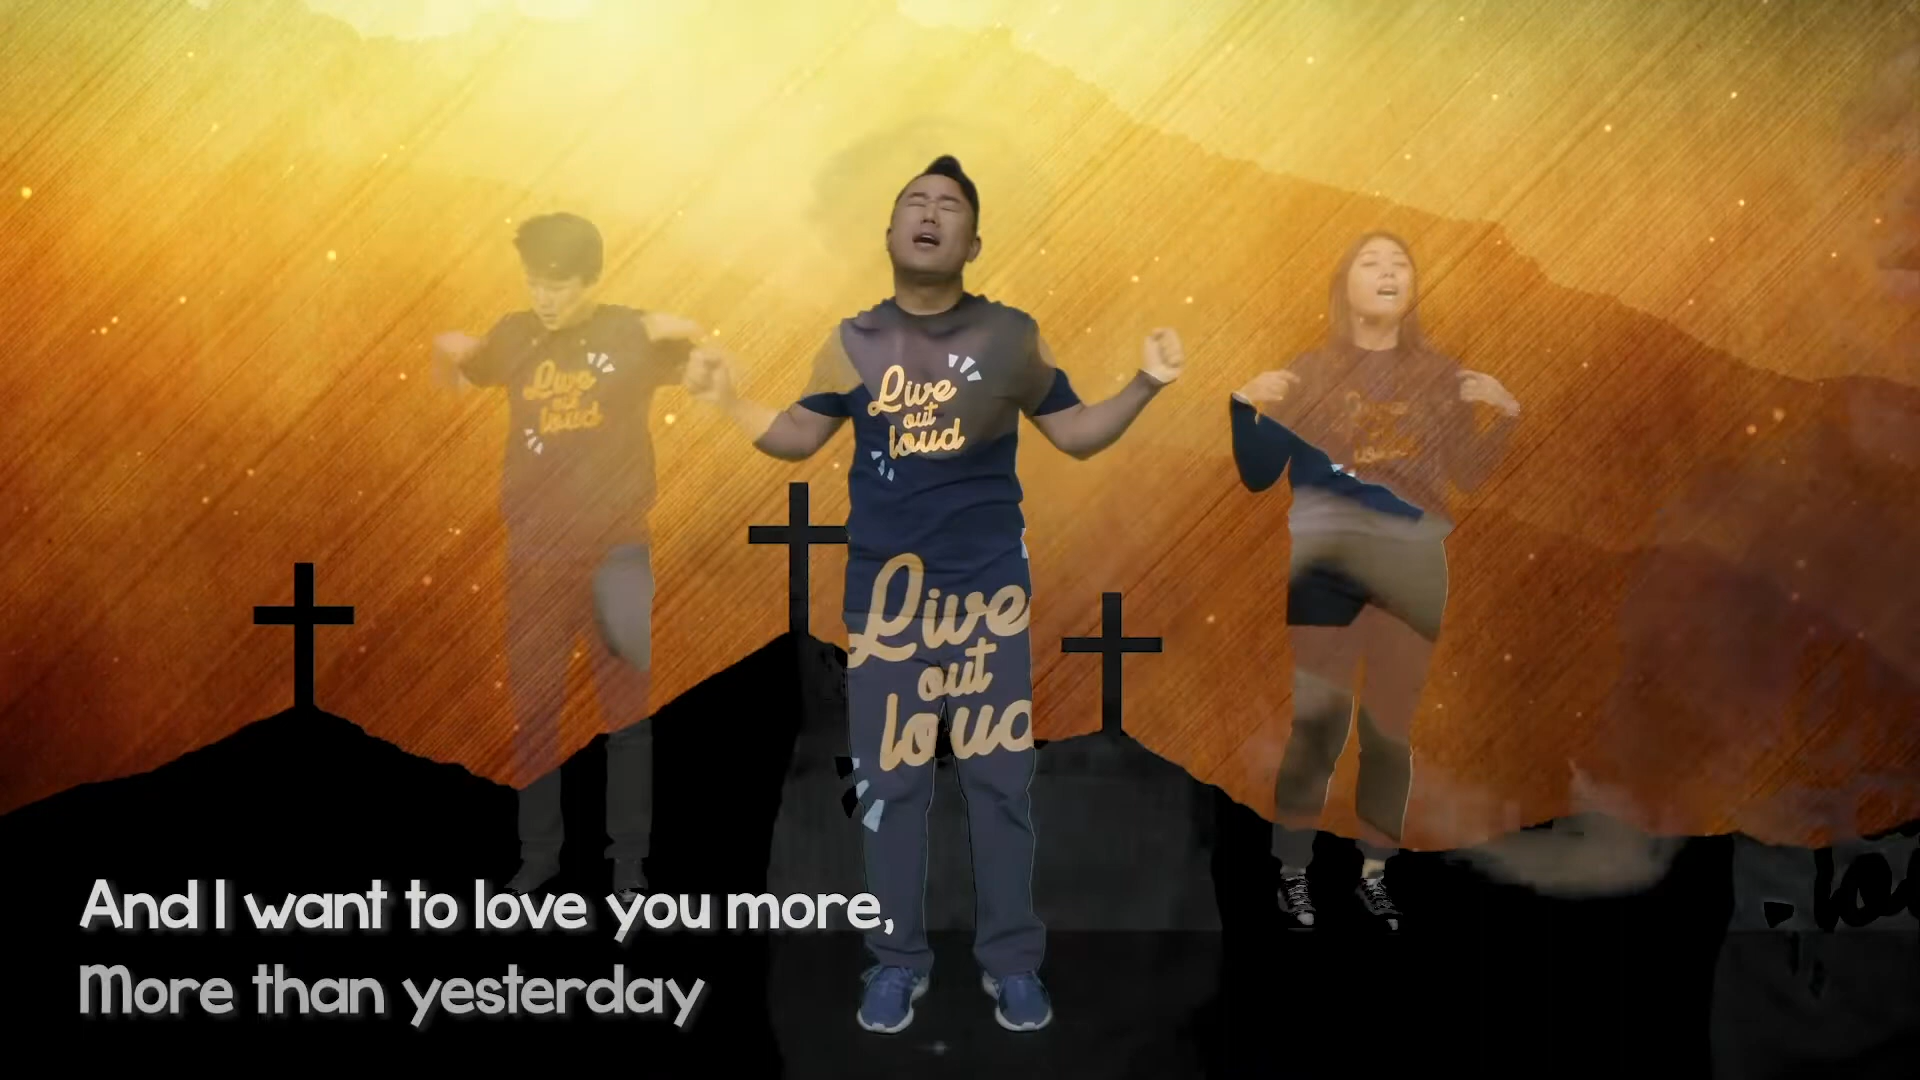 Live
out
loud
Live
out
loud
Live
out
loud
And I want to love you more,
More than yesterday